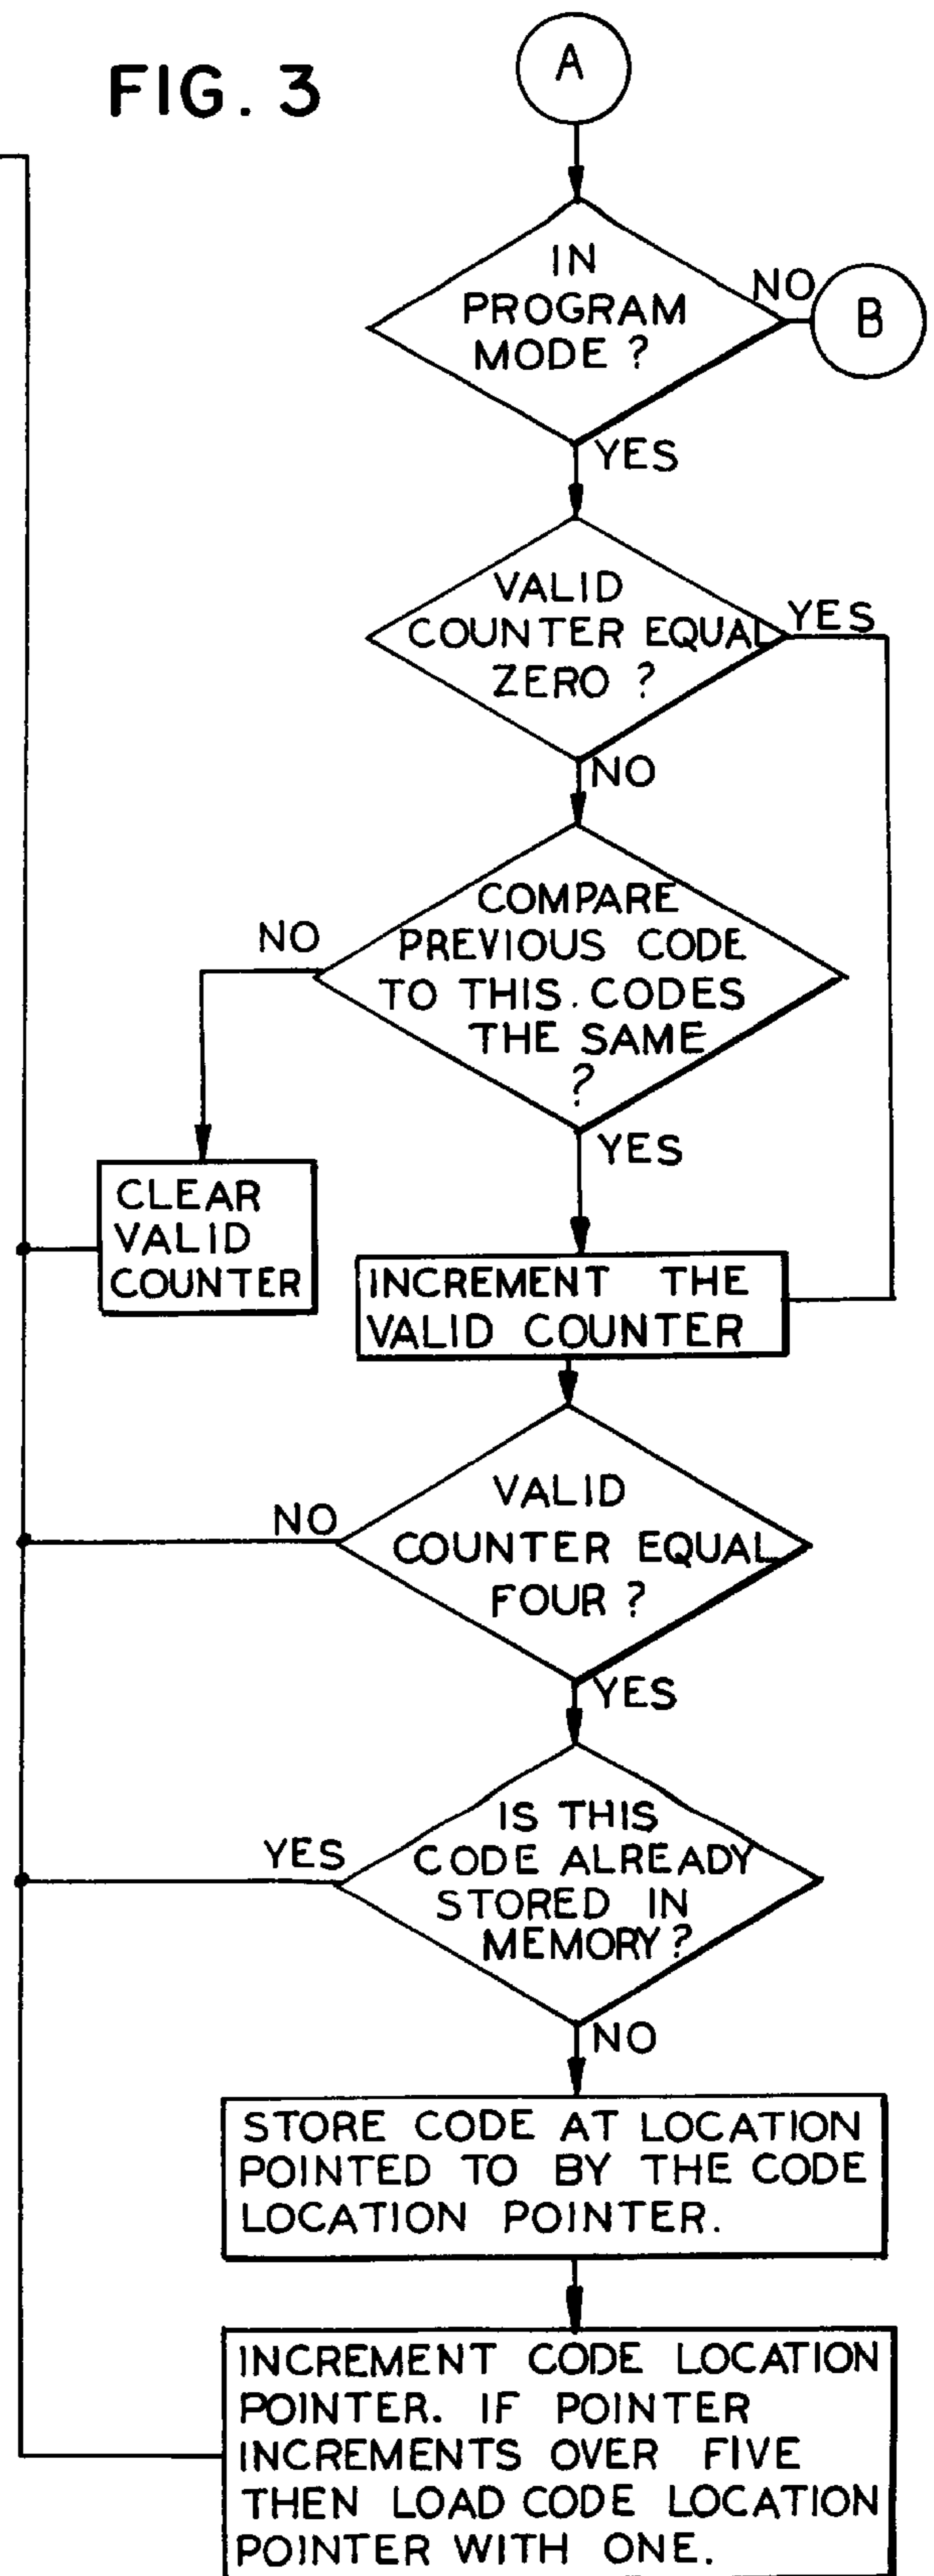 FIG. 3
A
IN
PROGRAM
MODE ?
NO
B
YES
VALID
COUNTER EQUAL
ZERO ?
YES
NO
COMPARE
PREVIOUS CODE
TO THIS. CODES
THE SAME
?
NO
YES
CLEAR
VALID
COUNTER
INCREMENT THE
VALID COUNTER
VALID
COUNTER EQUAL
FOUR ?
NO
YES
IS THIS
CODE ALREADY
STORED IN
MEMORY ?
YES
NO
STORE CODE AT LOCATION
POINTED TO BY THE CODE
LOCATION POINTER.
INCREMENT CODE LOCATION
POINTER. IF POINTER
INCREMENTS OVER FIVE
THEN LOAD CODE LOCATION
POINTER WITH ONE.